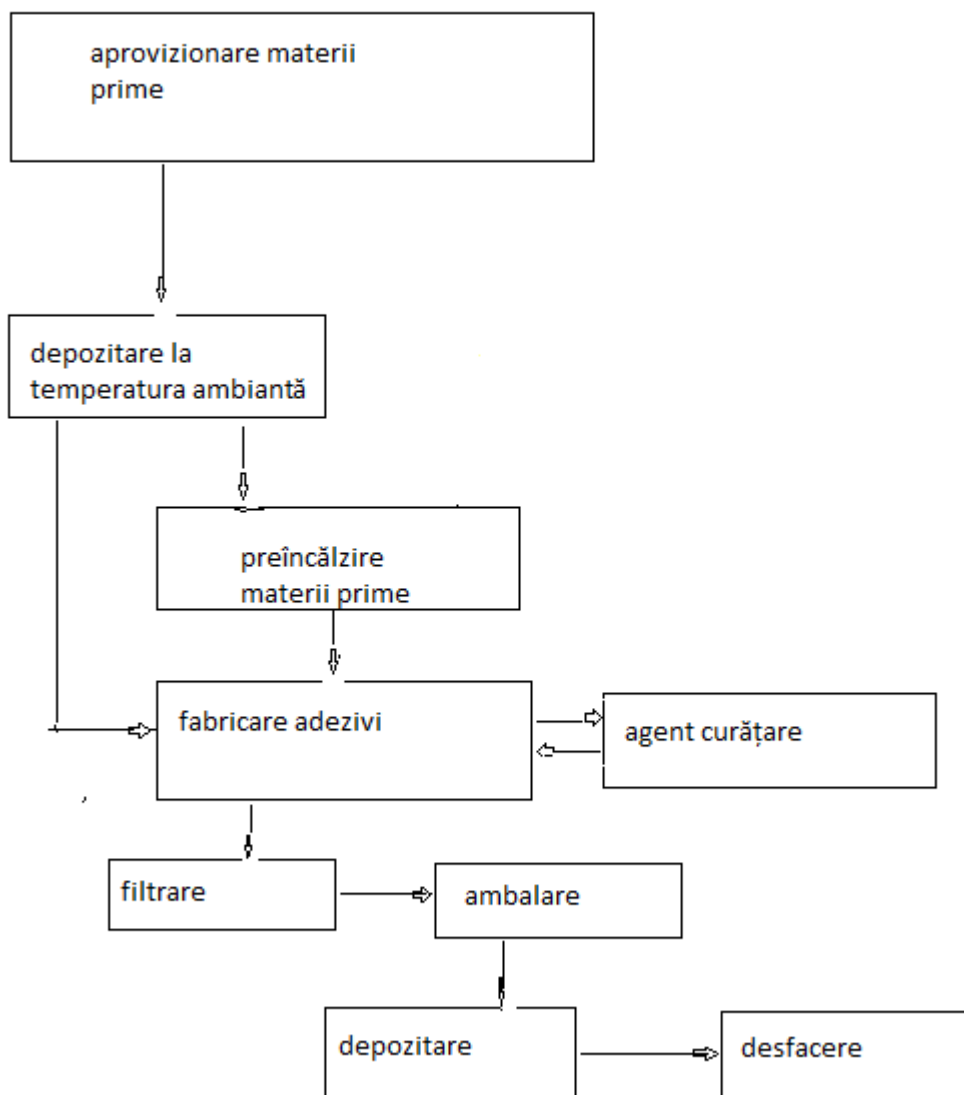 aprovizionare materii
prime
depozitare la
temperatura ambiantă
preîncălzire
materii prime
fabricare adezivi
agent curățare
filtrare
ambalare
depozitare
desfacere